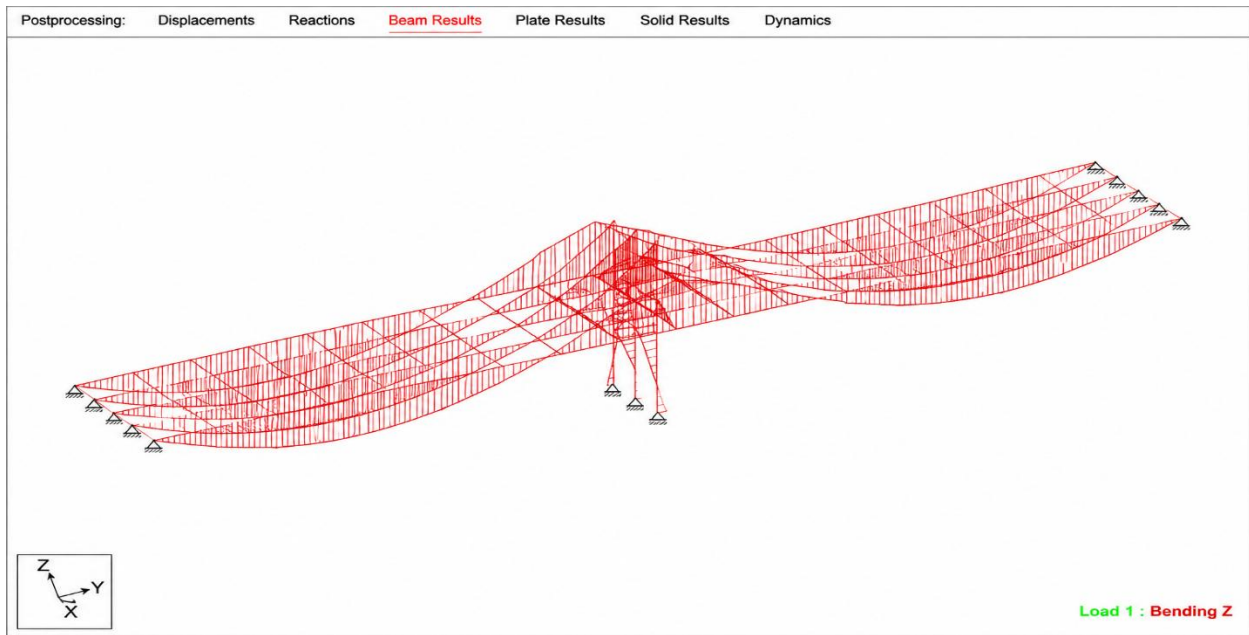 Postprocessing: Displacements Reactions Beam Results Plate Results Solid Results Dynamics
Z
Y
X
Load 1 : Bending Z